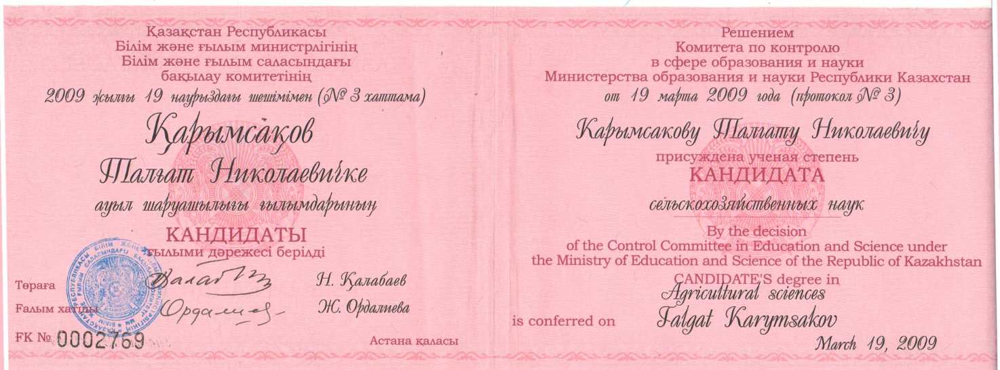 Қазақстан Республикасы
Білім және ғылым министрлігінің
Білім және ғылым саласындағы
бақылау комитетінің
2009 жылғы 19 наурыздағы шешімімен (№ 3 хаттама)
Қарымсақов
Талғат Николаевичке
ауыл шаруашылығы ғылымдарының
КАНДИДАТЫ
ғылыми дәрежесі берілді
Төраға
Н. Қалабаев
Ғалым хатшы
Ж. Ордалиева
FK № 0002769
Астана қаласы
Решением
Комитета по контролю
в сфере образования и науки
Министерства образования и науки Республики Казахстан
от 19 марта 2009 года (протокол № 3)
Карымсакову Талгату Николаевичу
присуждена ученая степень
КАНДИДАТА
сельскохозяйственных наук
By the decision
of the Control Committee in Education and Science under
the Ministry of Education and Science of the Republic of Kazakhstan
CANDIDATE'S degree in
Agricultural sciences
is conferred on Talgat Karymsakov
March 19, 2009